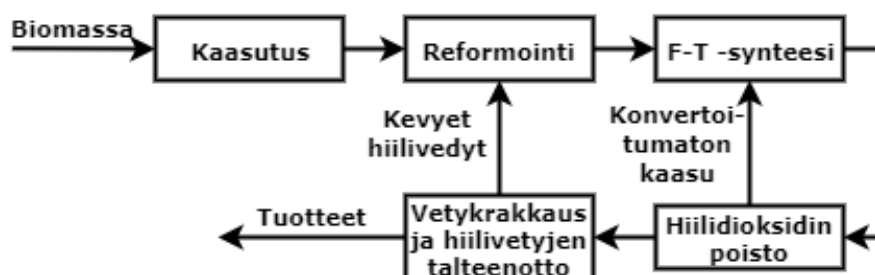 Biomassa
Kaasutus
Reformointi
F-T -synteesi
Kevyet
hiilivedyt
Konvertoi-
tumaton
kaasu
Tuotteet
Vetykrakkaus
ja hiilivetyjen
talteenotto
Hiilidioksidin
poisto